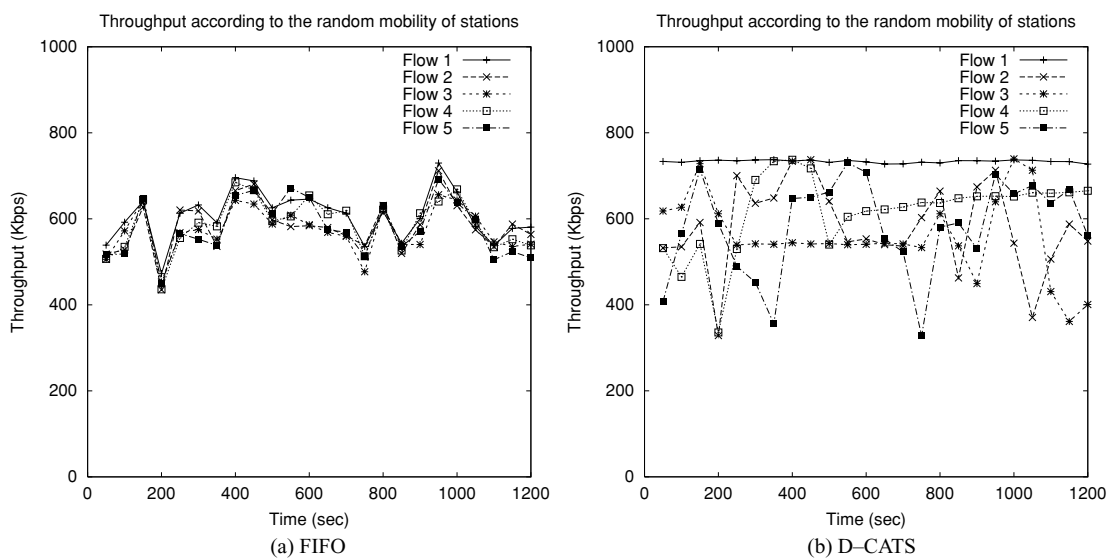 Throughput according to the random mobility of stations
1000
800
600
400
200
0
Throughput (Kbps)
Flow 1
Flow 2
Flow 3
Flow 4
Flow 5
0 200 400 600 800 1000 1200
Time (sec)
(a) FIFO
Throughput according to the random mobility of stations
1000
800
600
400
200
0
Throughput (Kbps)
Flow 1
Flow 2
Flow 3
Flow 4
Flow 5
0 200 400 600 800 1000 1200
Time (sec)
(b) D–CATS